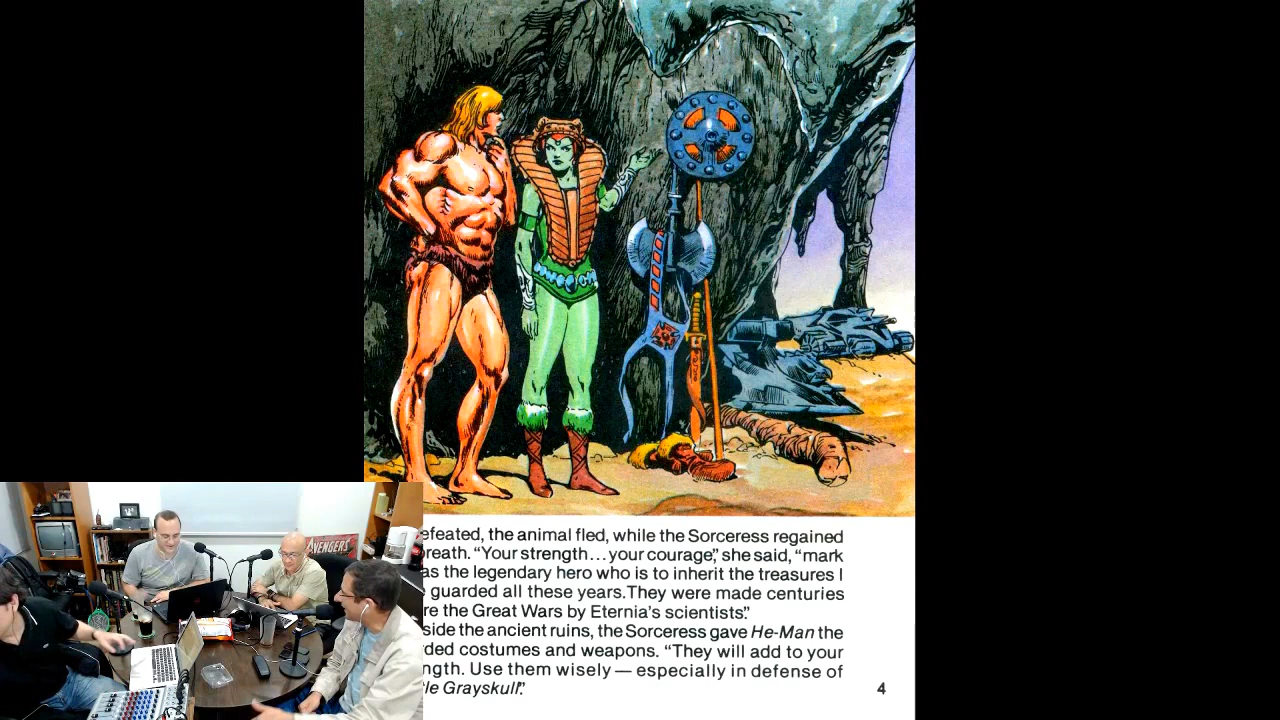 efeated, the animal fled, while the Sorceress regained
breath. “Your strength...your courage,” she said, “mark
as the legendary hero who is to inherit the treasures I
guarded all these years. They were made centuries
re the Great Wars by Eternia’s scientists.”
side the ancient ruins, the Sorceress gave He-Man the
ded costumes and weapons. “They will add to your
ngth. Use them wisely — especially in defense of
le Grayskull.”
4
AVENGERS